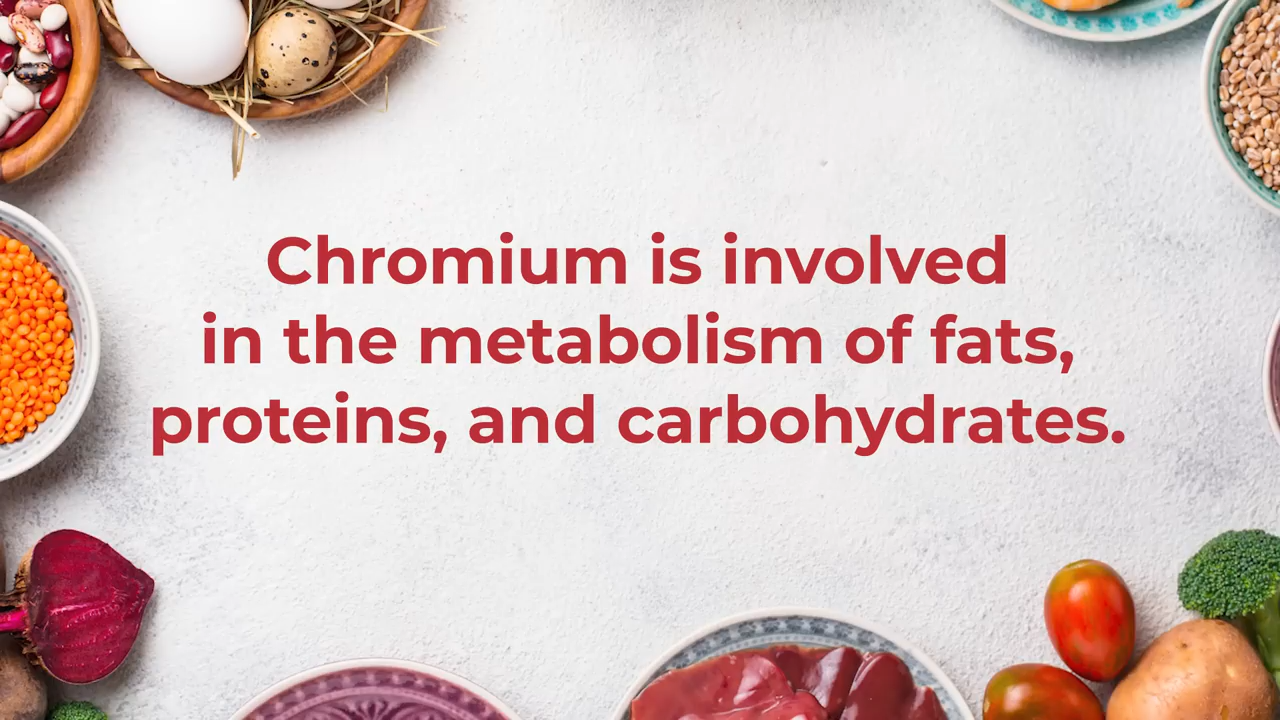 Chromium is involved
in the metabolism of fats,
proteins, and carbohydrates.